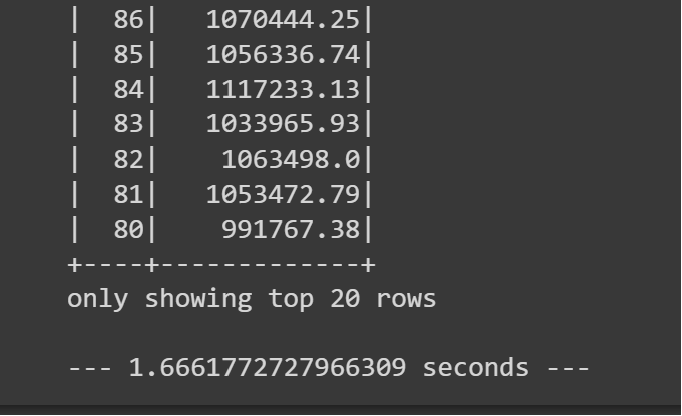 |  86|   1070444.25|
|  85|   1056336.74|
|  84|   1117233.13|
|  83|   1033965.93|
|  82|    1063498.0|
|  81|   1053472.79|
|  80|    991767.38|
+----+-------------+
only showing top 20 rows
--- 1.6661772727966309 seconds ---